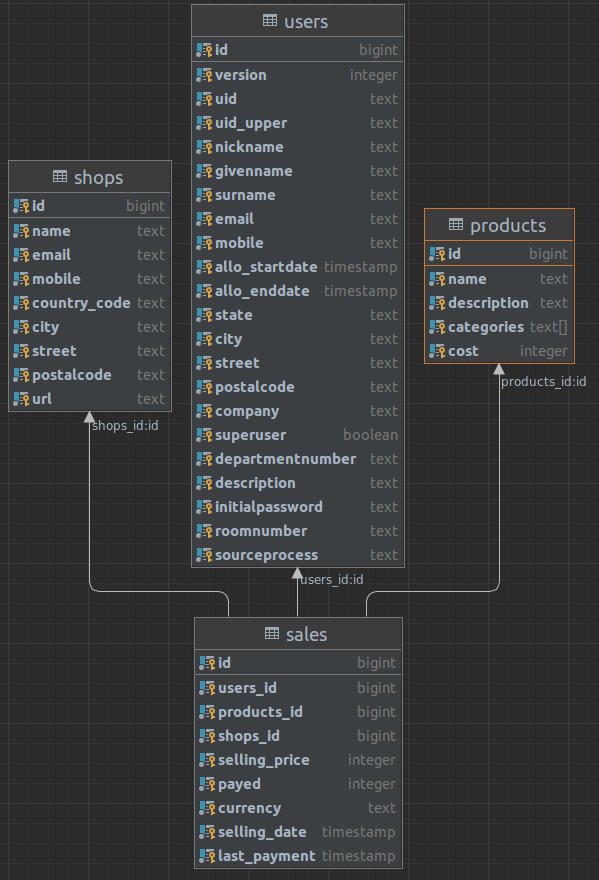 users
id bigint
version integer
uid text
uid_upper text
nickname text
givenname text
surname text
email text
mobile text
allo_startdate timestamp
allo_enddate timestamp
state text
city text
street text
postalcode text
company text
superuser boolean
departmentnumber text
description text
initialpassword text
roomnumber text
sourceprocess text
shops
id bigint
name text
email text
mobile text
country_code text
city text
street text
postalcode text
url text
products
id bigint
name text
description text
categories text[]
cost integer
shops_id:id
users_id:id
products_id:id
sales
id bigint
users_id bigint
products_id bigint
shops_id bigint
selling_price integer
payed integer
currency text
selling_date timestamp
last_payment timestamp